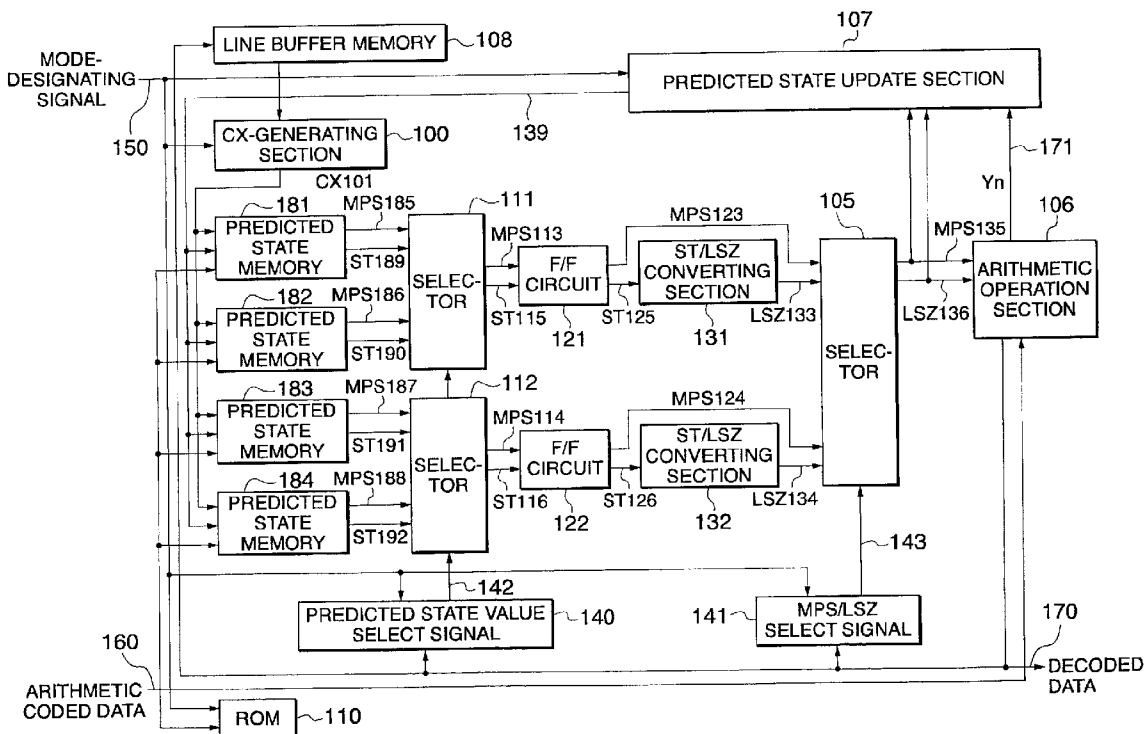 107
LINE BUFFER MEMORY
108
MODE-
DESIGNATING
SIGNAL
PREDICTED STATE UPDATE SECTION
139
150
CX-GENERATING
SECTION
100
171
CX101
Yn
181
MPS185
111
105
106
PREDICTED
STATE
MEMORY
ST189
MPS113
MPS123
MPS135
SELEC-
TOR
F/F
CIRCUIT
ST/LSZ
CONVERTING
SECTION
ARITHMETIC
OPERATION
SECTION
182
MPS186
ST115
121
ST125
131
LSZ133
LSZ136
PREDICTED
STATE
MEMORY
ST190
SELEC-
TOR
183
MPS187
112
PREDICTED
STATE
MEMORY
ST191
MPS114
MPS124
SELEC-
TOR
F/F
CIRCUIT
ST/LSZ
CONVERTING
SECTION
184
MPS188
ST116
122
ST126
132
LSZ134
PREDICTED
STATE
MEMORY
ST192
142
143
PREDICTED STATE VALUE
SELECT SIGNAL
140
141
MPS/LSZ
SELECT SIGNAL
170
160
DECODED
DATA
ARITHMETIC
CODED DATA
ROM
110